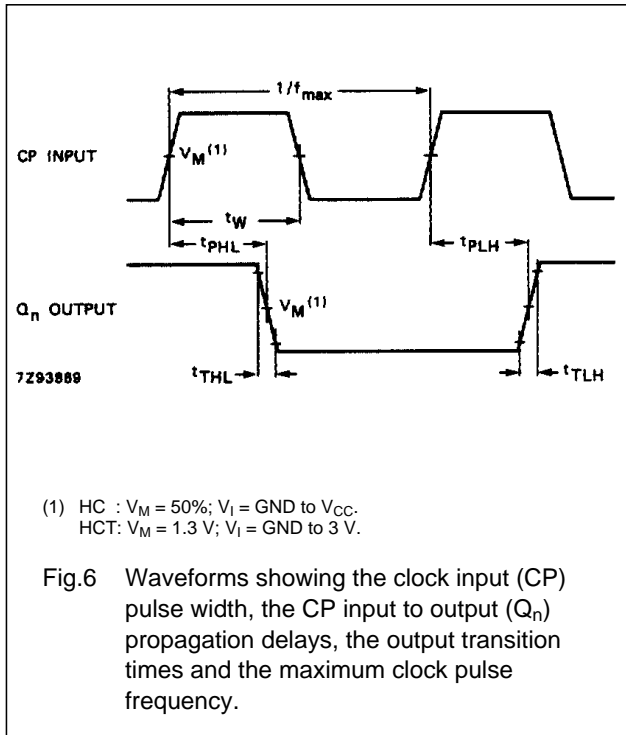 1/fmax
CP INPUT
VM(1)
tW
tPHL
tPLH
Qn OUTPUT
VM(1)
7Z93889
tTHL
tTLH
(1) HC : VM = 50%; VI = GND to VCC.
HCT: VM = 1.3 V; VI = GND to 3 V.
Fig.6 Waveforms showing the clock input (CP)
pulse width, the CP input to output (Qn)
propagation delays, the output transition
times and the maximum clock pulse
frequency.